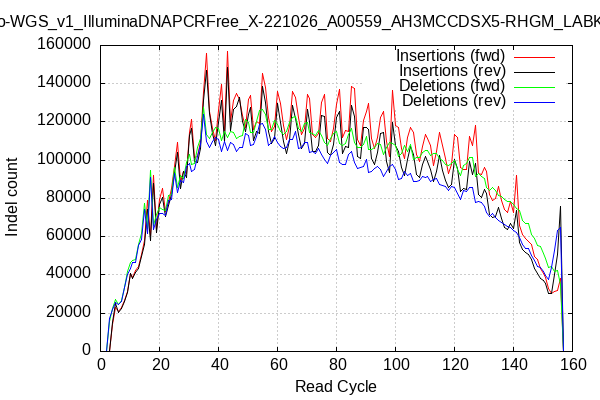 o-WGS_v1_IlluminaDNAPCRFree_X-221026_A00559_AH3MCCDSX5-RHGM_LABK
Insertions (fwd)
Insertions (rev)
Deletions (fwd)
Deletions (rev)
160000
140000
120000
100000
80000
60000
40000
20000
0
Indel count
0 20 40 60 80 100 120 140 160
Read Cycle